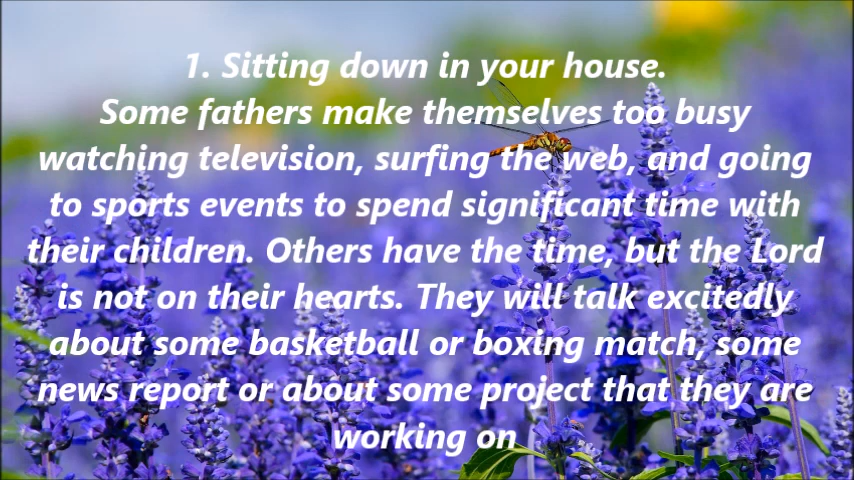 1. Sitting down in your house.
Some fathers make themselves too busy
watching television, surfing the web, and going
to sports events to spend significant time with
their children. Others have the time, but the Lord
is not on their hearts. They will talk excitedly
about some basketball or boxing match, some
news report or about some project that they are
working on